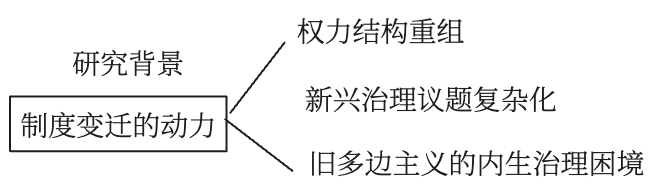 权力结构重组
研究背景
新兴治理议题复杂化
制度变迁的动力
旧多边主义的内生治理困境